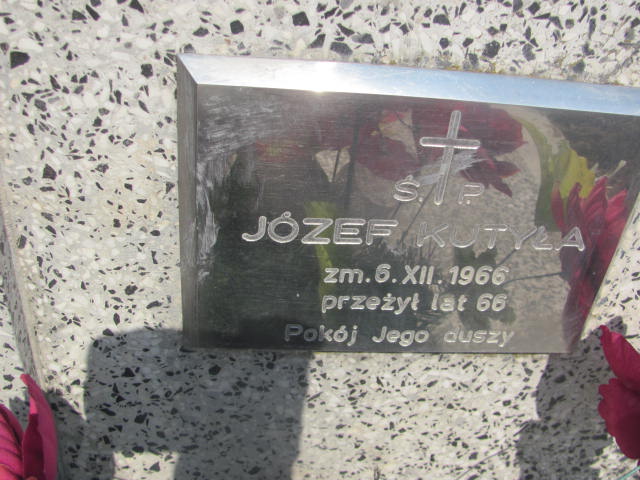 Ś. P.
JÓZEF KUTYŁA
zm. 6. XII. 1966
przeżył lat 66
Pokój Jego duszy